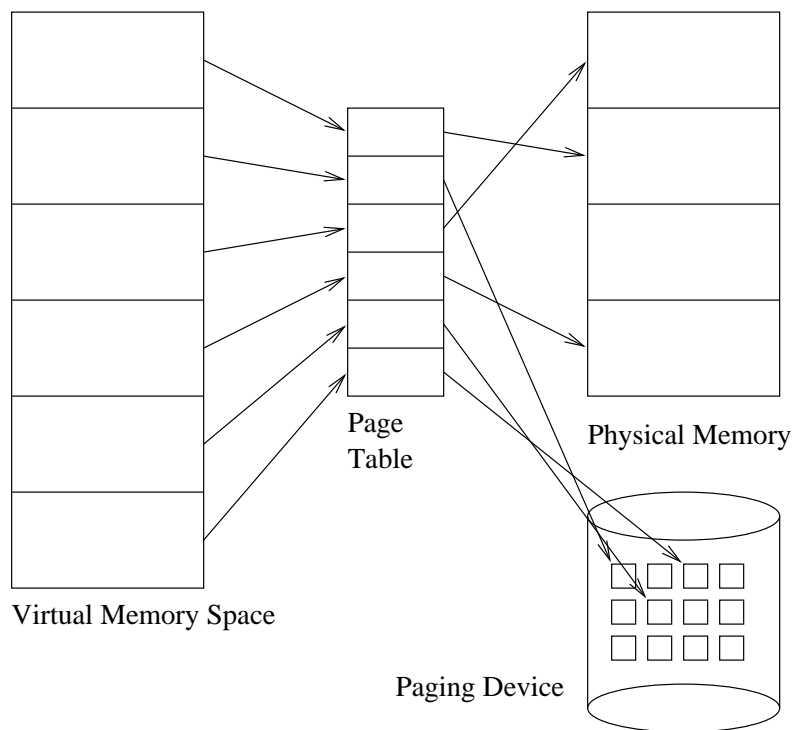 Page
Table
Physical Memory
Virtual Memory Space
Paging Device